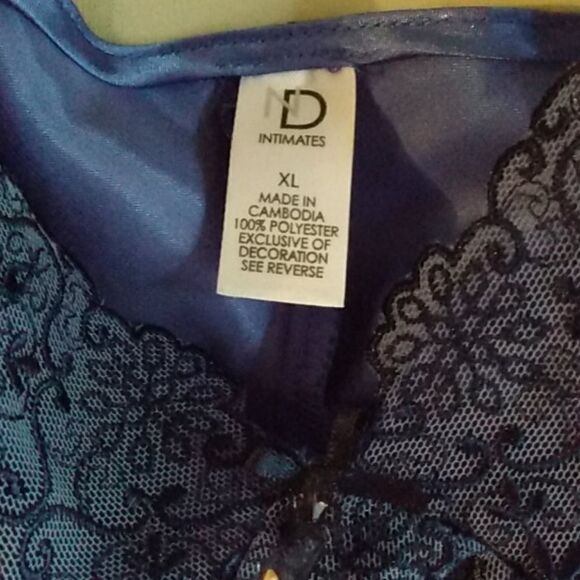 ND
INTIMATES
XL
MADE IN
CAMBODIA
100% POLYESTER
EXCLUSIVE OF
DECORATION
SEE REVERSE